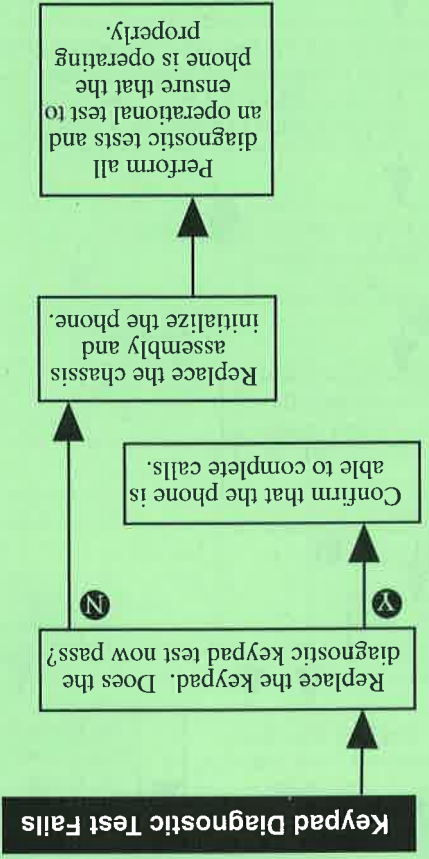 Keypad Diagnostic Test Fails
Replace the keypad. Does the
diagnostic keypad test now pass?
Y
N
Confirm that the phone is
able to complete calls.
Replace the chassis
assembly and
initialize the phone.
Perform all
diagnostic tests and
an operational test to
ensure that the
phone is operating
properly.